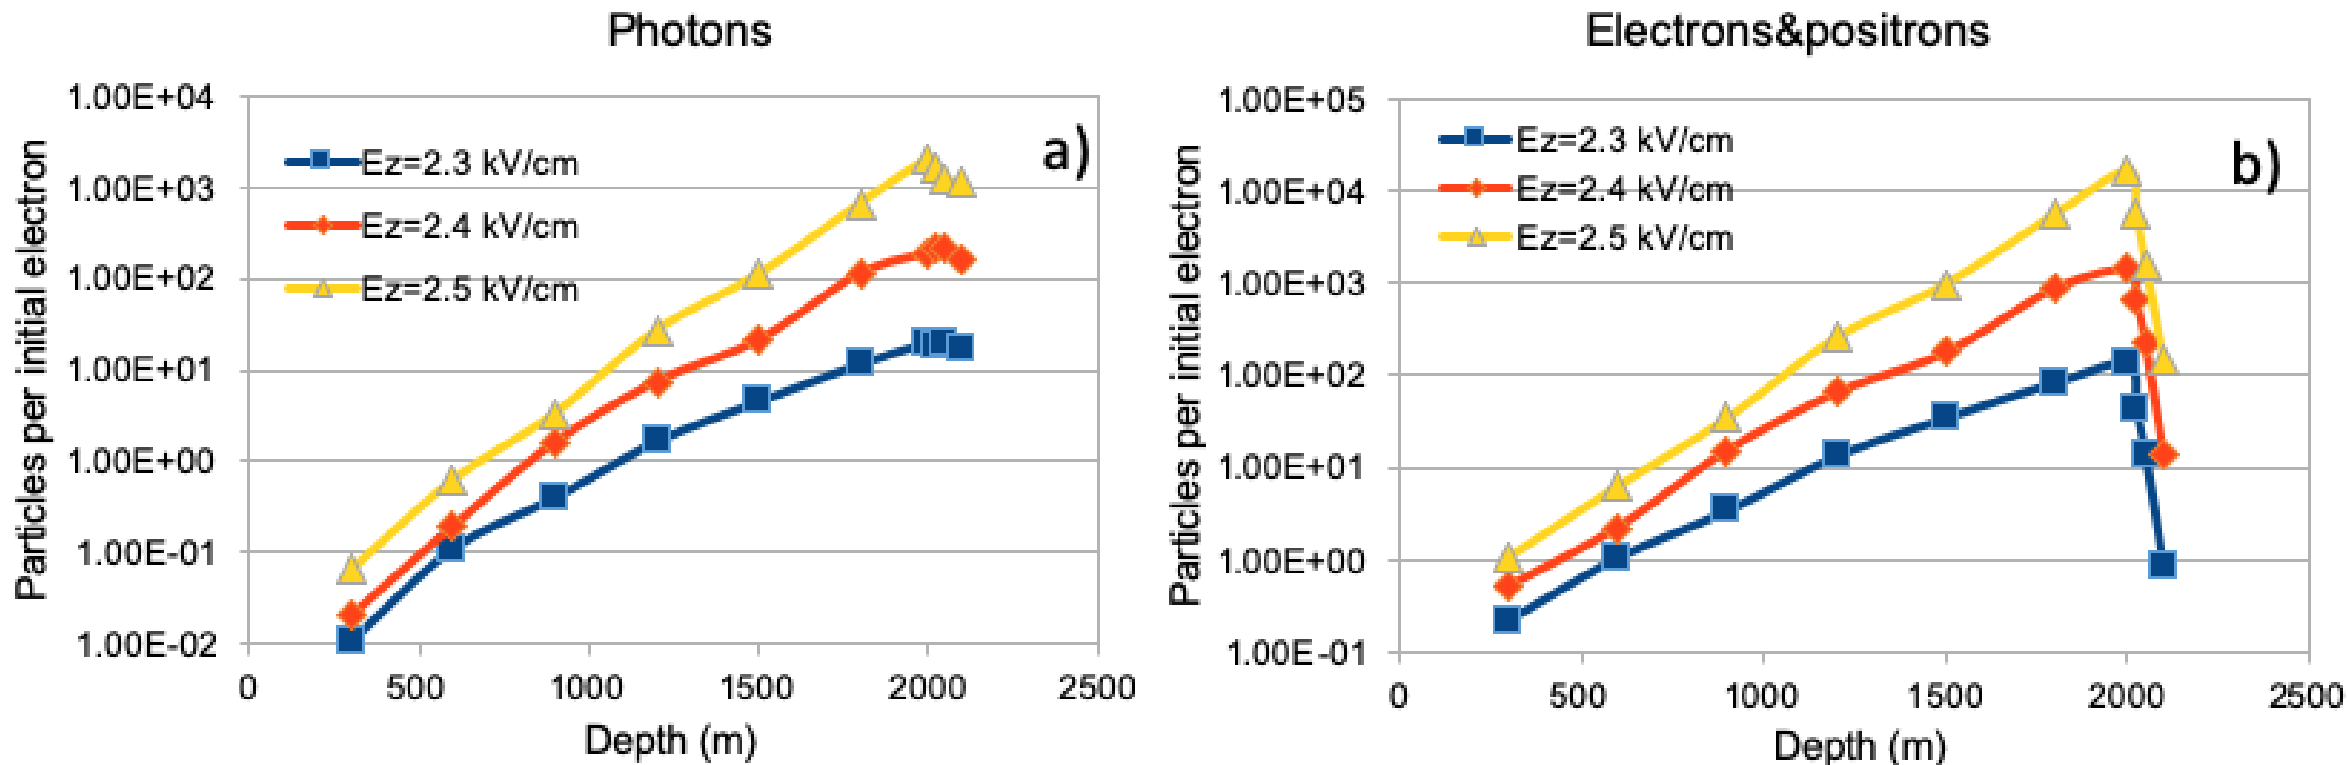 Photons
Particles per initial electron
1.00E+04
1.00E+03
1.00E+02
1.00E+01
1.00E+00
1.00E-01
1.00E-02
Ez=2.3 kV/cm
Ez=2.4 kV/cm
Ez=2.5 kV/cm
a)
0 500 1000 1500 2000 2500
Depth (m)
Electrons&positrons
Particles per initial electron
1.00E+05
1.00E+04
1.00E+03
1.00E+02
1.00E+01
1.00E+00
1.00E-01
Ez=2.3 kV/cm
Ez=2.4 kV/cm
Ez=2.5 kV/cm
b)
0 500 1000 1500 2000 2500
Depth (m)